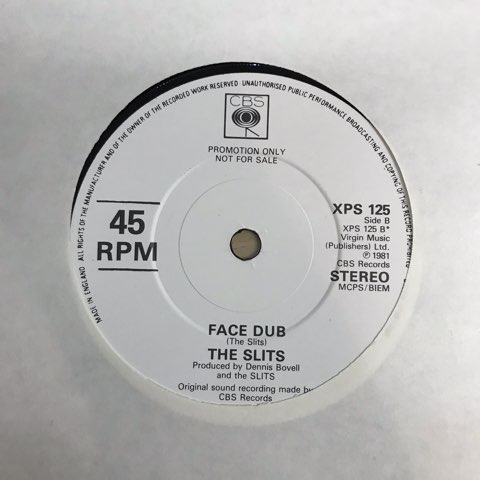 MADE IN ENGLAND ALL RIGHTS OF THE MANUFACTURER AND OF THE OWNER OF THE RECORDED WORK RESERVED UNAUTHORISED PUBLIC PERFORMANCE BROADCASTING AND COPYING OF THIS RECORD
CBS
PROMOTION ONLY
NOT FOR SALE
45
RPM
XPS 125
Side B
XPS 125 B*
Virgin Music
(Publishers) Ltd.
℗ 1981
CBS Records
STEREO
MCPS/BIEM
FACE DUB
(The Slits)
THE SLITS
Produced by Dennis Bovell
and the SLITS
Original sound recording made by
CBS Records